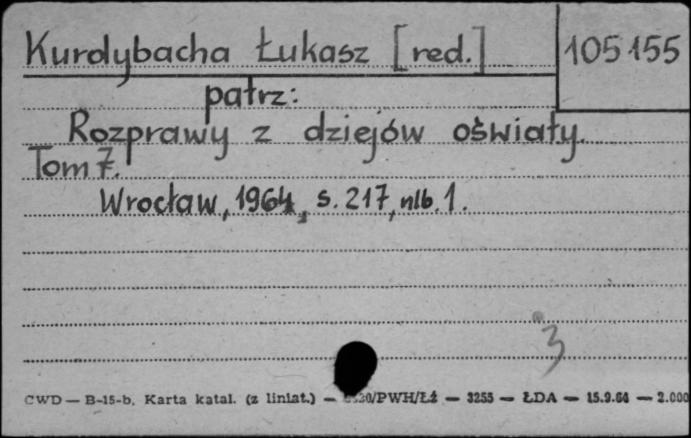 Kurdybacha Łukasz [red.] 105155
patrz:
Rozprawy z dziejów oświaty.
Tom 7.
Wrocław, 1964, s. 217, nlb. 1.
3
CWD — B-15-b. Karta katal. (z liniat.) — /PWH/Łź — 3255 — ŁDA — 15.9.64 — 2.000